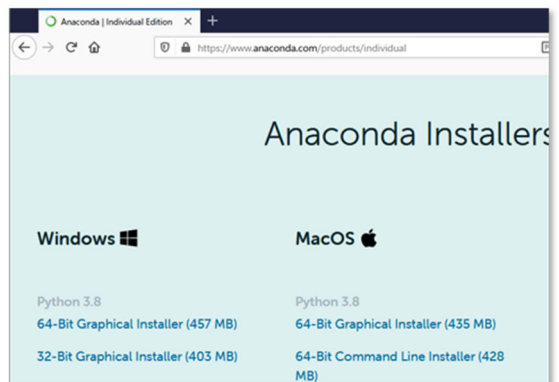 Anaconda | Individual Edition
https://www.anaconda.com/products/individual
Anaconda Installers
Windows
MacOS
Python 3.8
64-Bit Graphical Installer (457 MB)
32-Bit Graphical Installer (403 MB)
Python 3.8
64-Bit Graphical Installer (435 MB)
64-Bit Command Line Installer (428
MB)